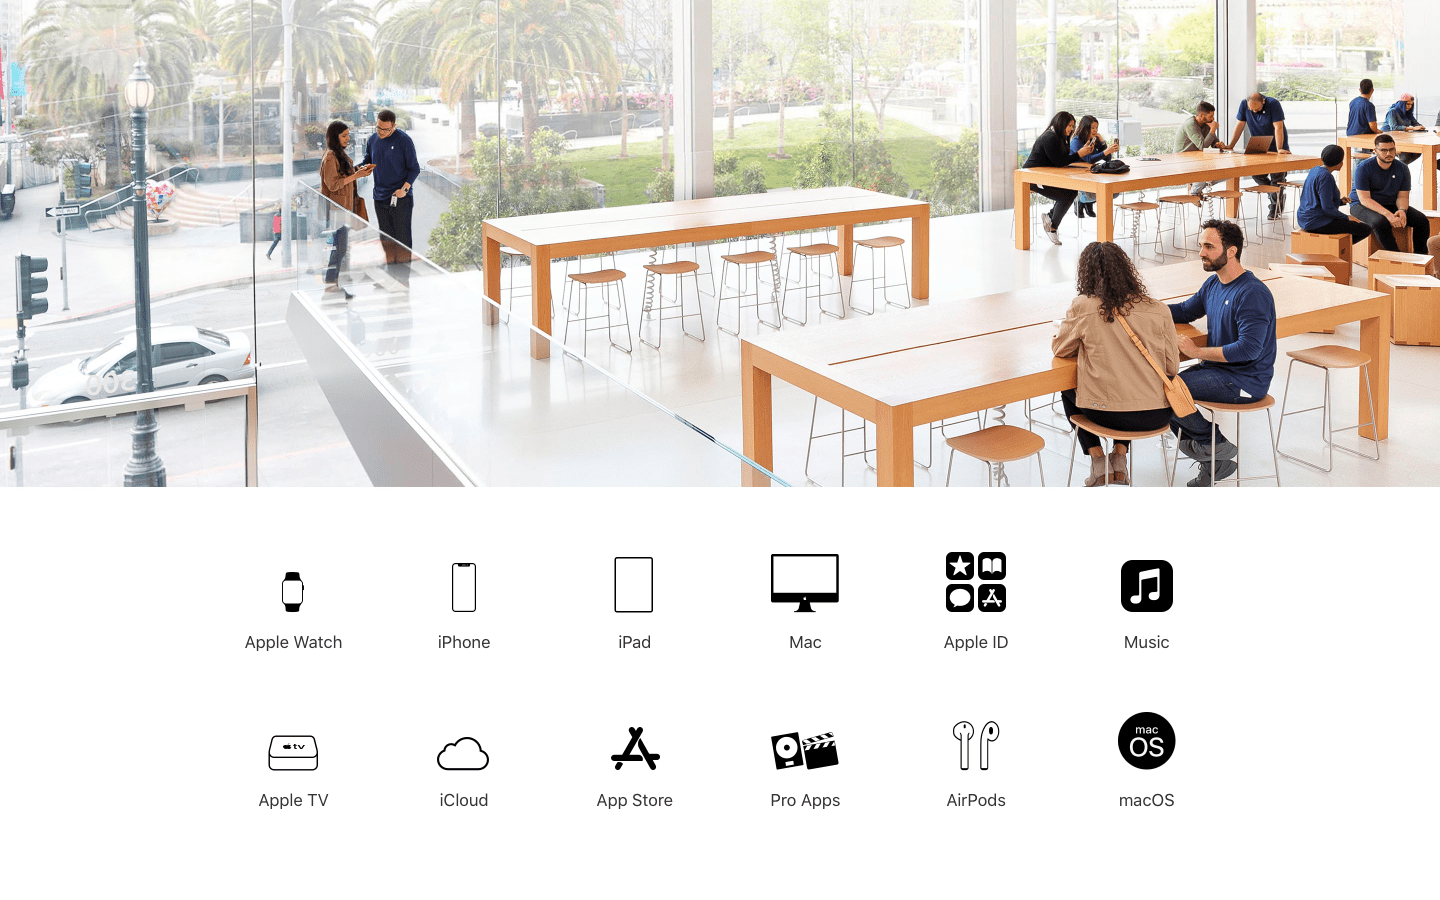 Apple Watch
iPhone
iPad
Mac
Apple ID
Music
tv
mac
OS
Apple TV
iCloud
App Store
Pro Apps
AirPods
macOS